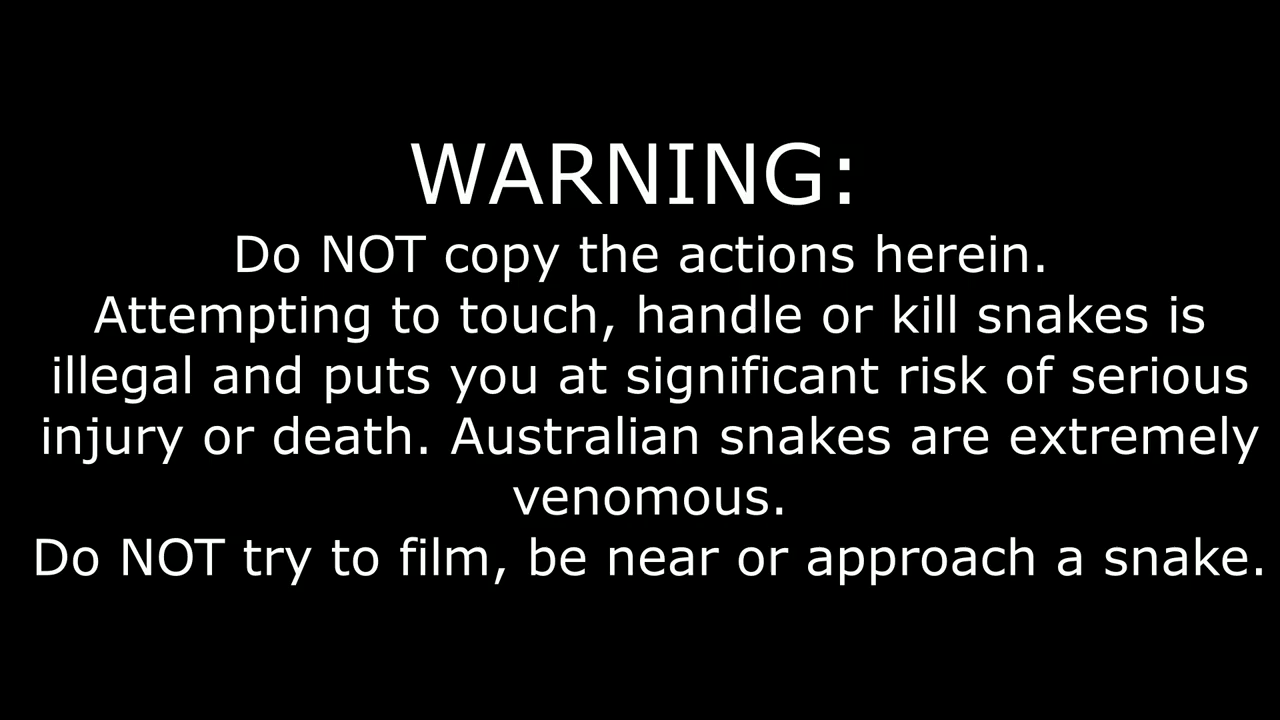 WARNING:
Do NOT copy the actions herein.
Attempting to touch, handle or kill snakes is
illegal and puts you at significant risk of serious
injury or death. Australian snakes are extremely
venomous.
Do NOT try to film, be near or approach a snake.